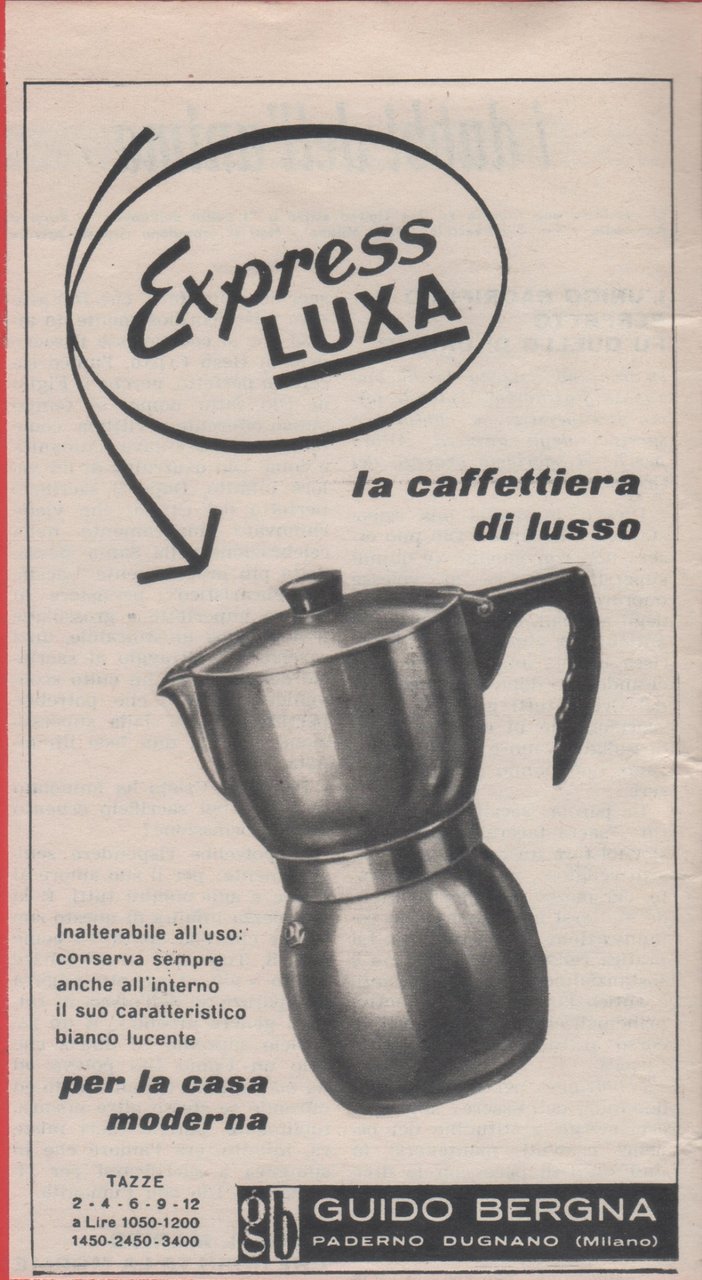 Express
LUXA
la caffettiera
di lusso
Inalterabile all'uso:
conserva sempre
anche all'interno
il suo caratteristico
bianco lucente
per la casa
moderna
TAZZE
2 - 4 - 6 - 9 - 12
a Lire 1050-1200
1450-2450-3400
gsb
GUIDO BERGNA
PADERNO DUGNANO (Milano)